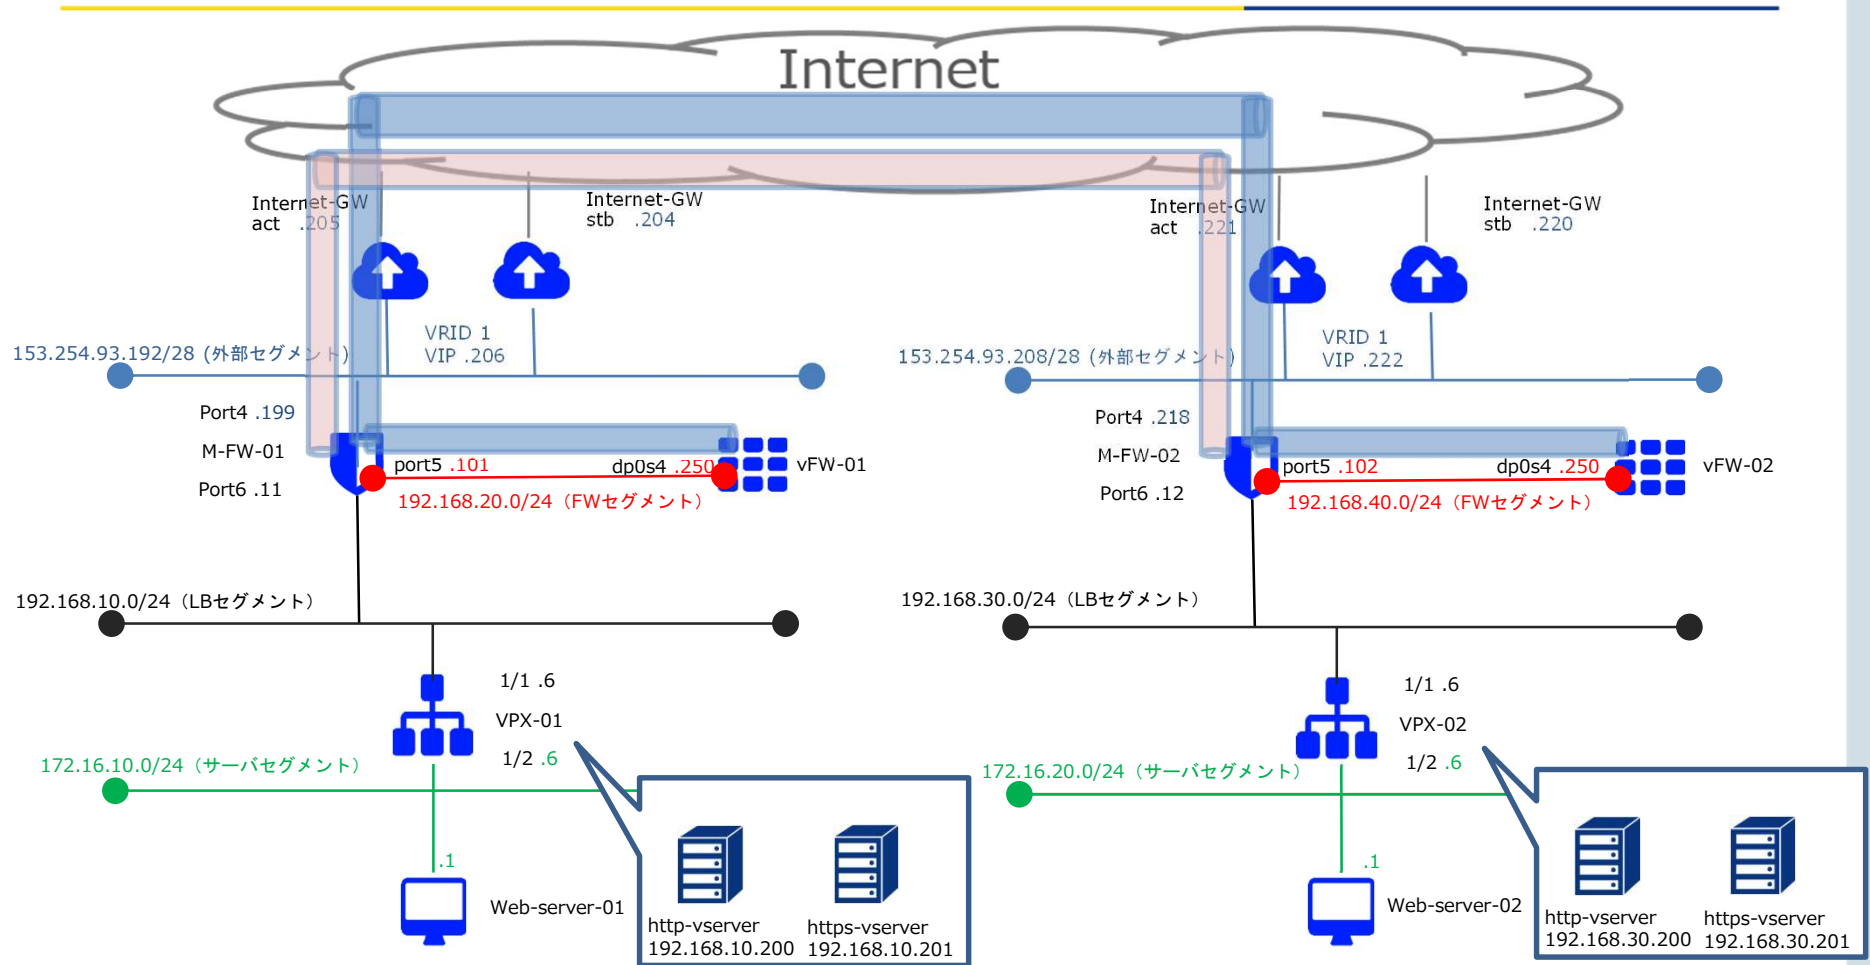 Internet
Internet-GW
act .205
Internet-GW
stb .204
VRID 1
VIP .206
153.254.93.192/28 (外部セグメント)
Port4 .199
M-FW-01
Port6 .11
port5 .101
dp0s4 .250
vFW-01
192.168.20.0/24（FWセグメント）
192.168.10.0/24（LBセグメント）
1/1 .6
VPX-01
1/2 .6
172.16.10.0/24（サーバセグメント）
.1
Web-server-01
http-vserver
192.168.10.200
https-vserver
192.168.10.201
Internet-GW
act .221
Internet-GW
stb .220
VRID 1
VIP .222
153.254.93.208/28 (外部セグメント)
Port4 .218
M-FW-02
Port6 .12
port5 .102
dp0s4 .250
vFW-02
192.168.40.0/24（FWセグメント）
192.168.30.0/24（LBセグメント）
1/1 .6
VPX-02
1/2 .6
172.16.20.0/24（サーバセグメント）
.1
Web-server-02
http-vserver
192.168.30.200
https-vserver
192.168.30.201